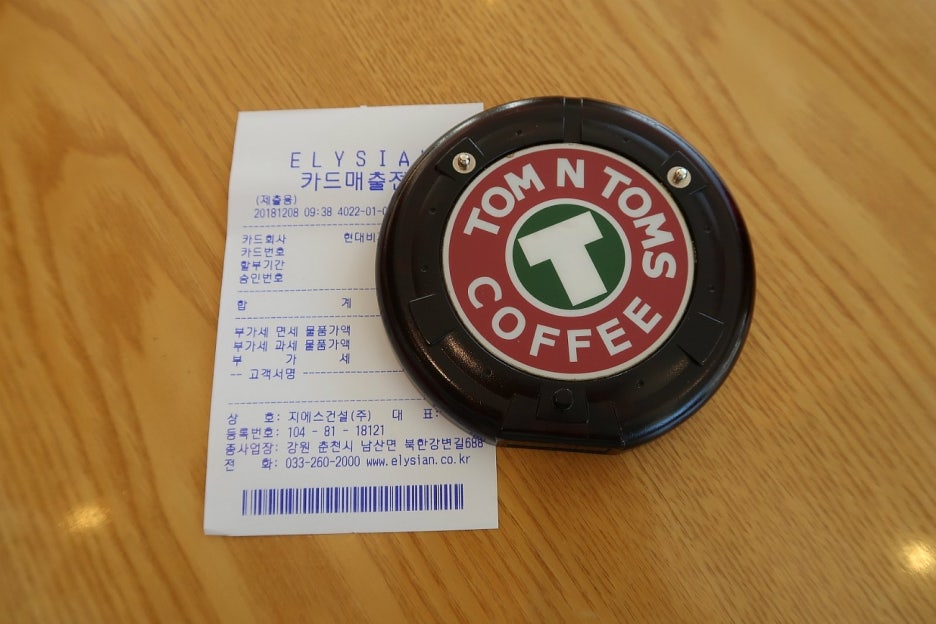 ELYSIA
카드매출전
(제출용)
20181208 09:38 4022-01-0
카드회사 현대비
카드번호
할부기간
승인번호
합 계
부가세 면세 물품가액
부가세 과세 물품가액
부 가 세
-- 고객서명 --
상 호: 지에스건설(주) 대 표:
등록번호: 104 - 81 - 18121
종사업장: 강원 춘천시 남산면 북한강변길688
전 화: 033-260-2000 www.elysian.co.kr
TOM N TOMS
T
COFFEE